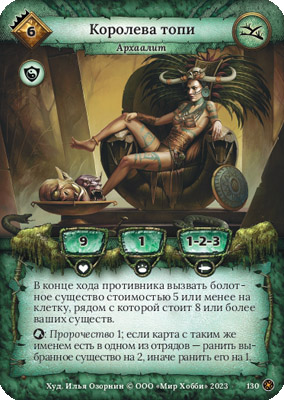 6
Королева топи
Архаалит
9
1
1-2-3
В конце хода противника вызвать болот-
ное существо стоимостью 5 или менее на
клетку, рядом с которой стоит 8 или более
ваших существ.
: Пророчество 1; если карта с таким же
именем есть в одном из отрядов — ранить вы-
бранное существо на 2, иначе ранить его на 1.
Худ. Илья Озорнин © ООО «Мир Хобби» 2023
130